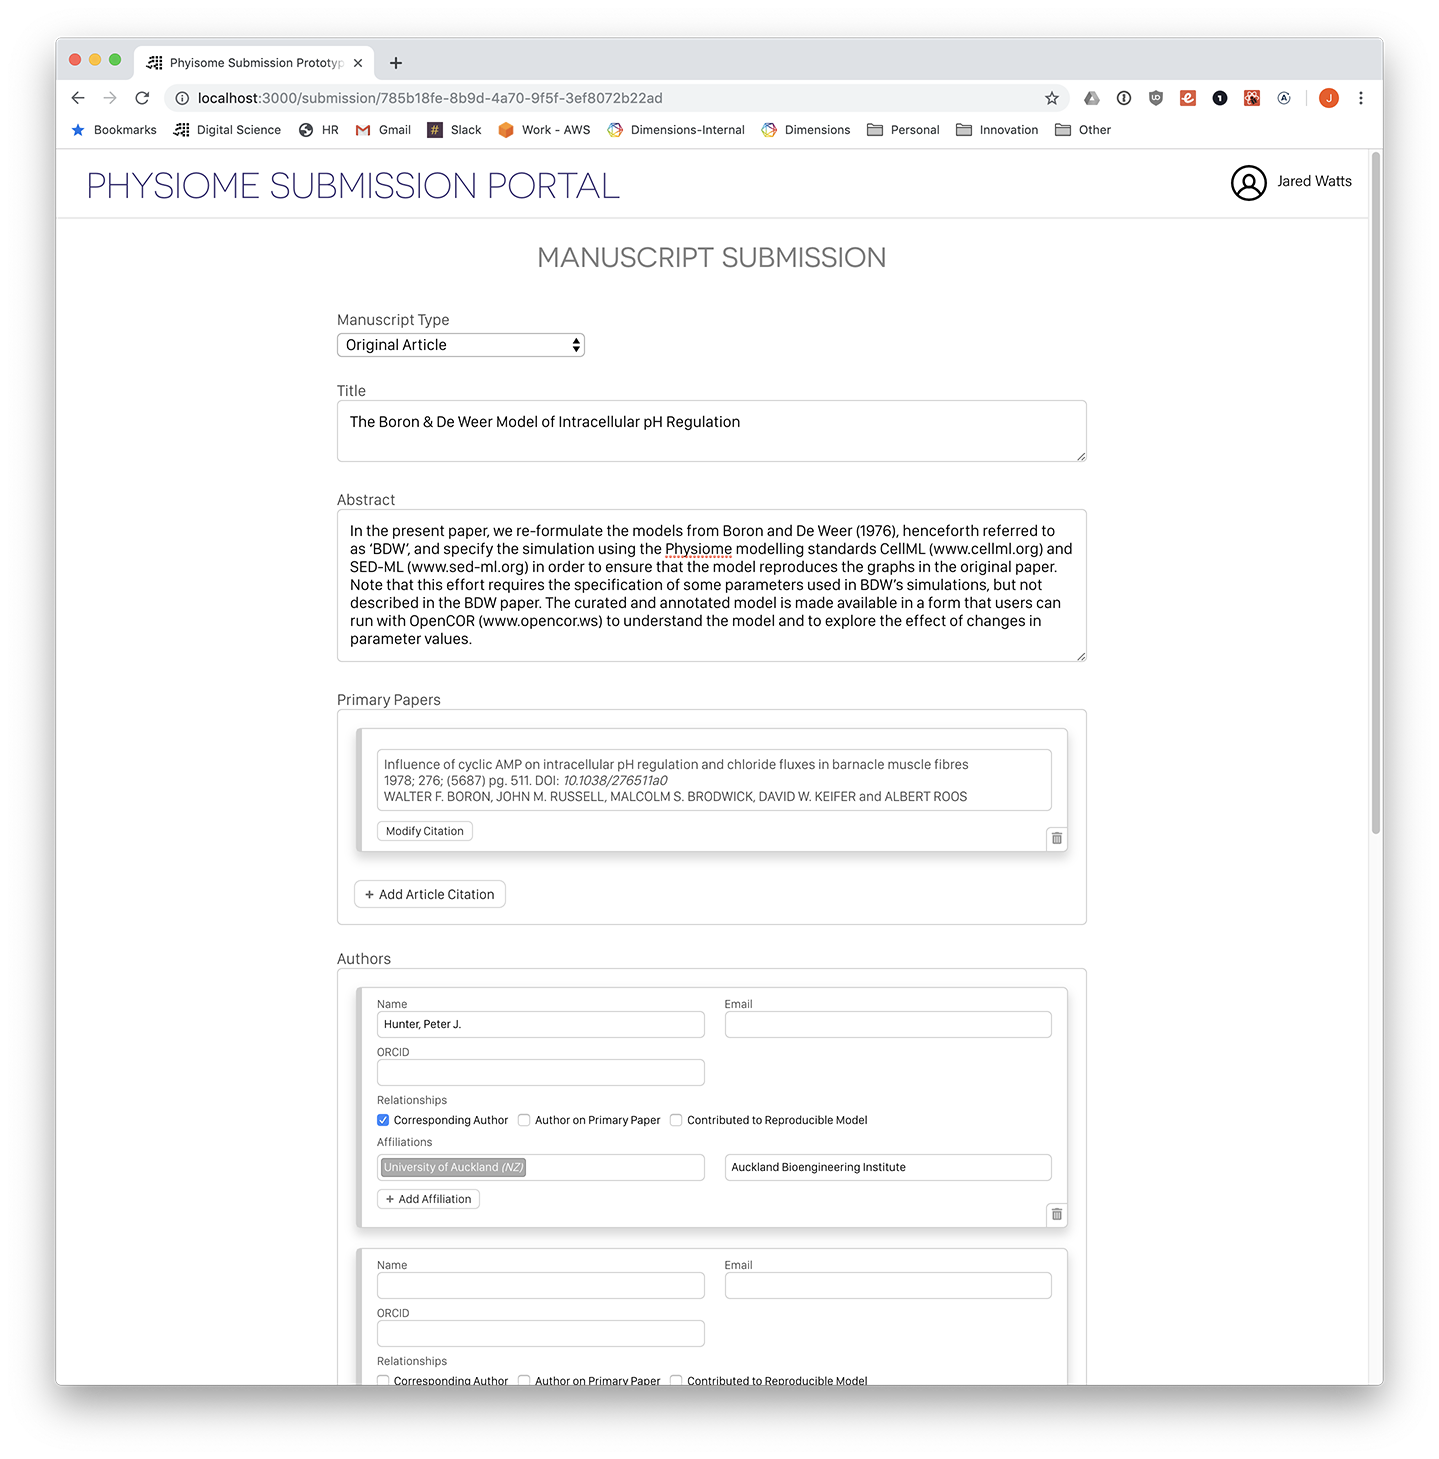 Phyisome Submission Prototyp
localhost:3000/submission/785b18fe-8b9d-4a70-9f5f-3ef8072b22ad
J
Bookmarks Digital Science HR Gmail # Slack Work - AWS Dimensions-Internal Dimensions Personal Innovation Other
PHYSIOME SUBMISSION PORTAL
Jared Watts
MANUSCRIPT SUBMISSION
Manuscript Type
Original Article
Title
The Boron & De Weer Model of Intracellular pH Regulation
Abstract
In the present paper, we re-formulate the models from Boron and De Weer (1976), henceforth referred to
as ‘BDW’, and specify the simulation using the Physiome modelling standards CellML (www.cellml.org) and
SED-ML (www.sed-ml.org) in order to ensure that the model reproduces the graphs in the original paper.
Note that this effort requires the specification of some parameters used in BDW’s simulations, but not
described in the BDW paper. The curated and annotated model is made available in a form that users can
run with OpenCOR (www.opencor.ws) to understand the model and to explore the effect of changes in
parameter values.
Primary Papers
Influence of cyclic AMP on intracellular pH regulation and chloride fluxes in barnacle muscle fibres
1978; 276; (5687) pg. 511. DOI: 10.1038/276511a0
WALTER F. BORON, JOHN M. RUSSELL, MALCOLM S. BRODWICK, DAVID W. KEIFER and ALBERT ROOS
Modify Citation
+ Add Article Citation
Authors
Name Email
Hunter, Peter J.
ORCID
Relationships
Corresponding Author Author on Primary Paper Contributed to Reproducible Model
Affiliations
University of Auckland (NZ) Auckland Bioengineering Institute
+ Add Affiliation
Name Email
ORCID
Relationships
Corresponding Author Author on Primary Paper Contributed to Reproducible Model